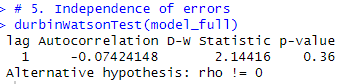 > # 5. Independence of errors
> durbinWatsonTest(model_full)
lag Autocorrelation D-W Statistic p-value
1 -0.07424148 2.14416 0.36
Alternative hypothesis: rho != 0